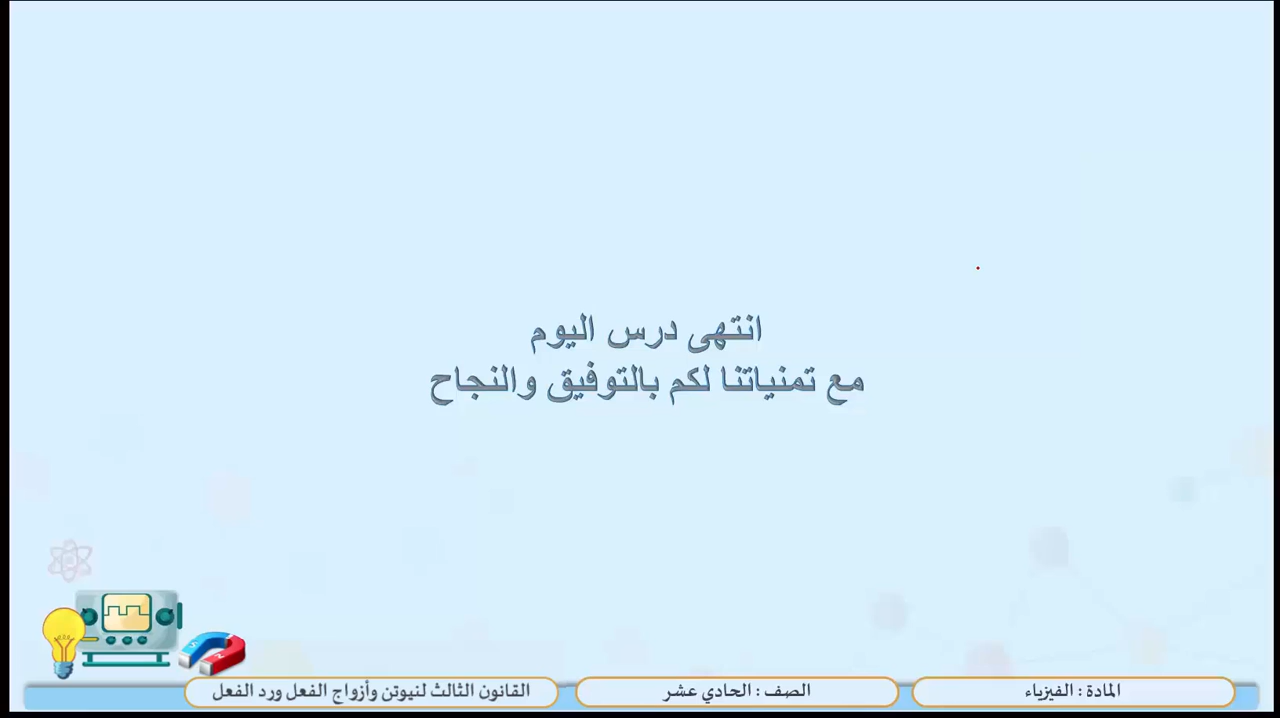 انتهى درس اليوم
مع تمنياتنا لكم بالتوفيق والنجاح
المادة : الفيزياء
الصف : الحادي عشر
القانون الثالث لنيوتن وأزواج الفعل ورد الفعل
S
N